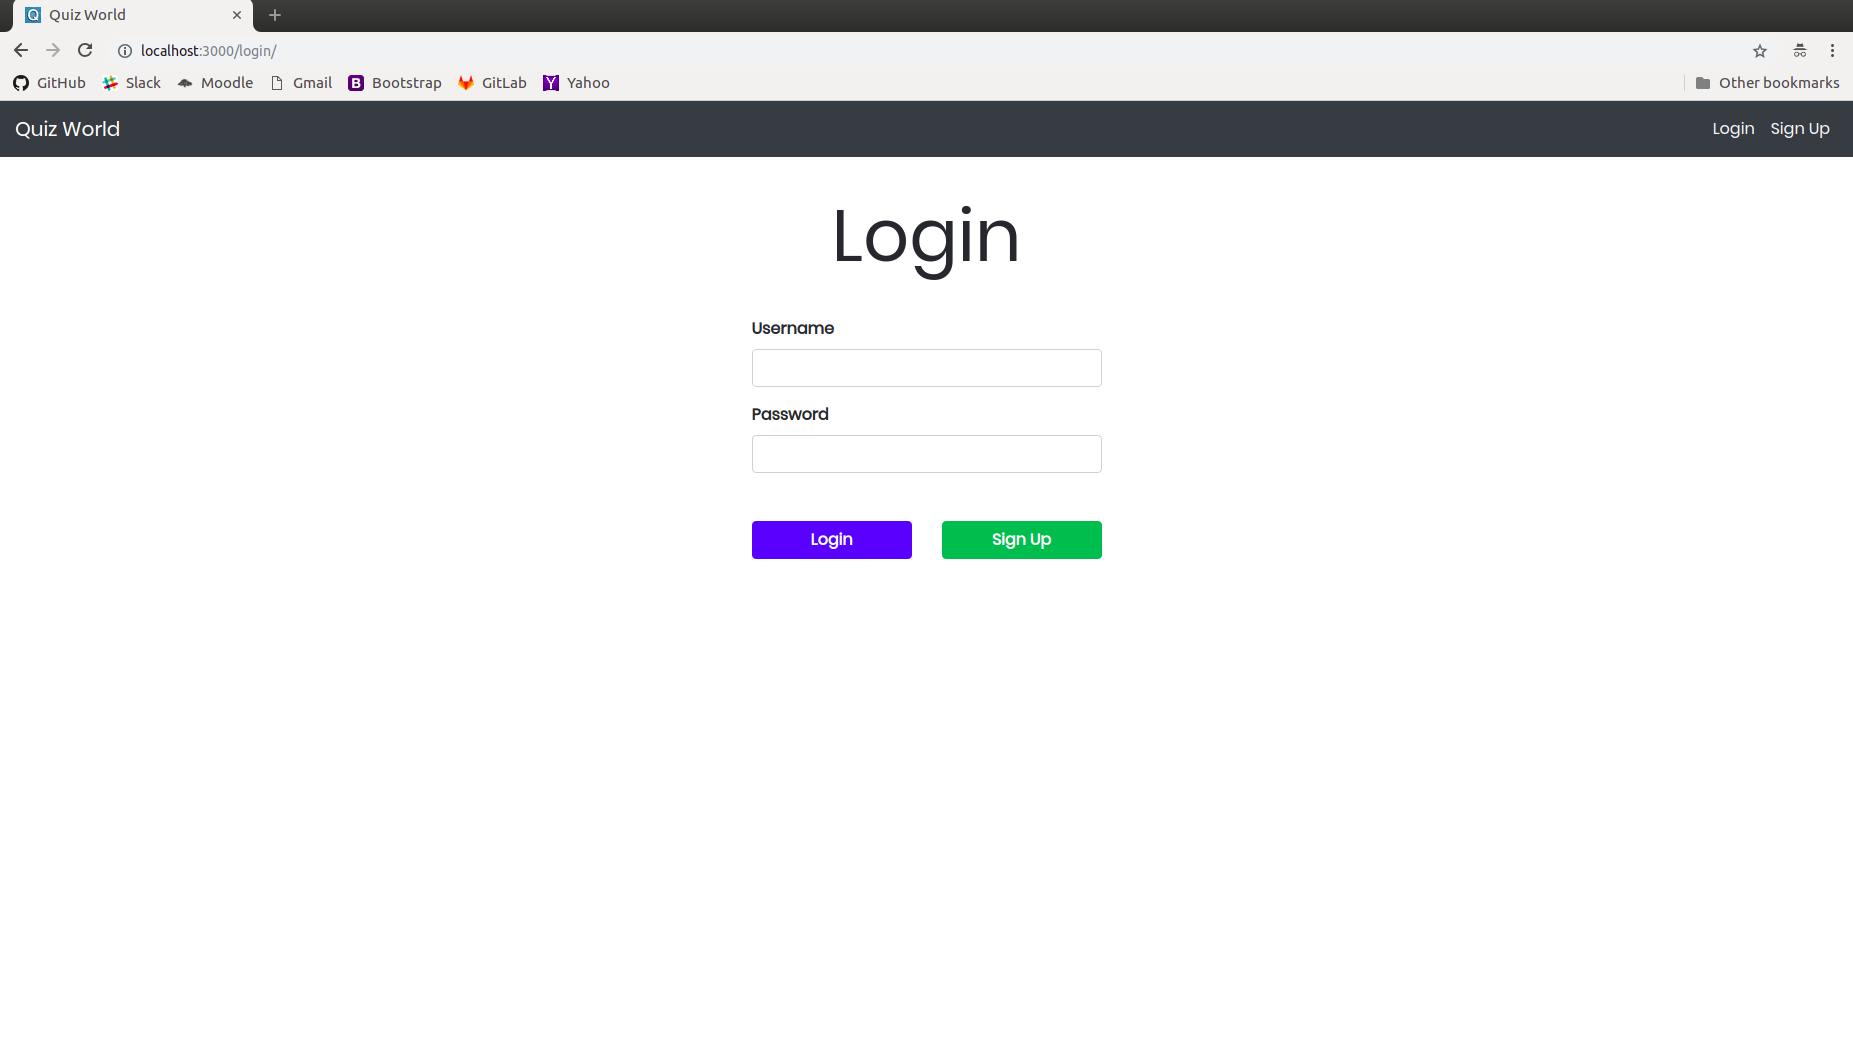 Quiz World
localhost:3000/login/
GitHub Slack Moodle Gmail Bootstrap GitLab Yahoo Other bookmarks
Quiz World Login Sign Up
Login
Username
Password
Login Sign Up